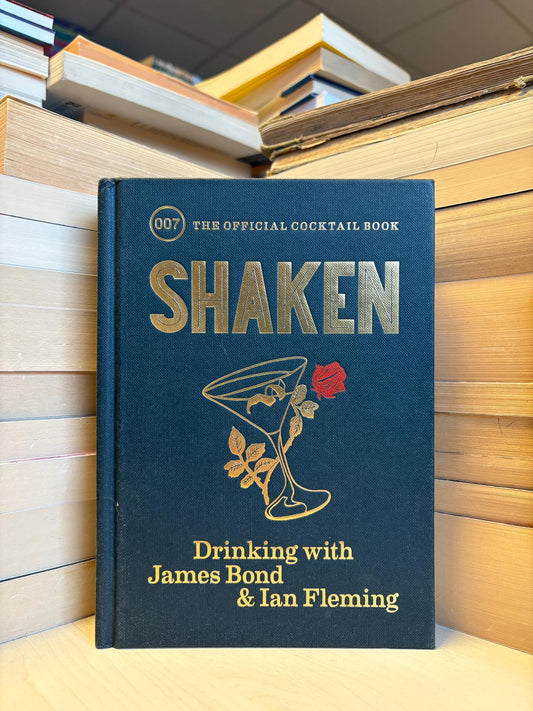 007 THE OFFICIAL COCKTAIL BOOK
SHAKEN
Drinking with
James Bond
& Ian Fleming